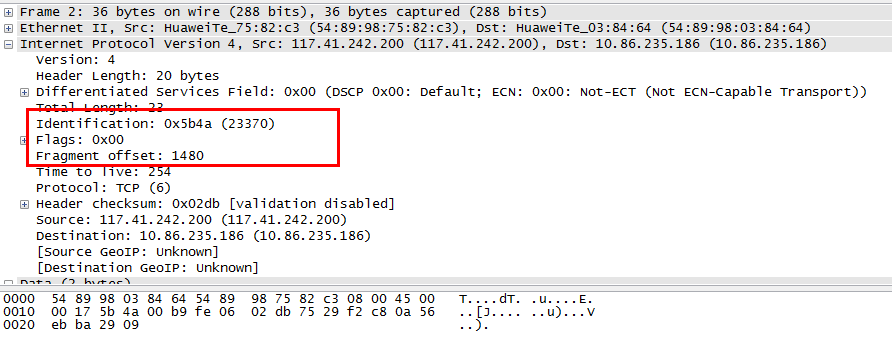 Frame 2: 36 bytes on wire (288 bits), 36 bytes captured (288 bits)
Ethernet II, Src: HuaweiTe_75:82:c3 (54:89:98:75:82:c3), Dst: HuaweiTe_03:84:64 (54:89:98:03:84:64)
Internet Protocol Version 4, Src: 117.41.242.200 (117.41.242.200), Dst: 10.86.235.186 (10.86.235.186)
Version: 4
Header Length: 20 bytes
Differentiated Services Field: 0x00 (DSCP 0x00: Default; ECN: 0x00: Not-ECT (Not ECN-Capable Transport))
Total Length: 23
Identification: 0x5b4a (23370)
Flags: 0x00
Fragment offset: 1480
Time to live: 254
Protocol: TCP (6)
Header checksum: 0x02db [validation disabled]
Source: 117.41.242.200 (117.41.242.200)
Destination: 10.86.235.186 (10.86.235.186)
[Source GeoIP: Unknown]
[Destination GeoIP: Unknown]
Data (2 bytes)
0000 54 89 98 03 84 64 54 89 98 75 82 c3 08 00 45 00 T....dT. .u....E.
0010 00 17 5b 4a 00 b9 fe 06 02 db 75 29 f2 c8 0a 56 ..[J.... ..u)...V
0020 eb ba 29 09 ..).